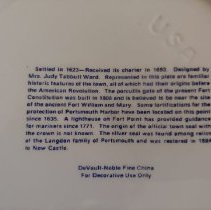 USA
Settled in 1623—Received its charter in 1693. Designed by
Mrs. Judy Tabbutt Ward. Represented in this plate are familiar
historic features of the town, all of which had their origins before
the American Revolution. The porcullis gate of the present Fort
Constitution was built in 1808 and is believed to be near the site
of the ancient Fort William and Mary. Some fortifications for the
protection of Portsmouth Harbor have been located on this point
since 1635. A lighthouse on Fort Point has provided guidance
for mariners since 1771. The origin of the official town seal with
the crown is not known. The silver seal was found among relics
of the Langdon family of Portsmouth and was restored in
to New Castle.
DeVault-Noble Fine China
For Decorative Use Only